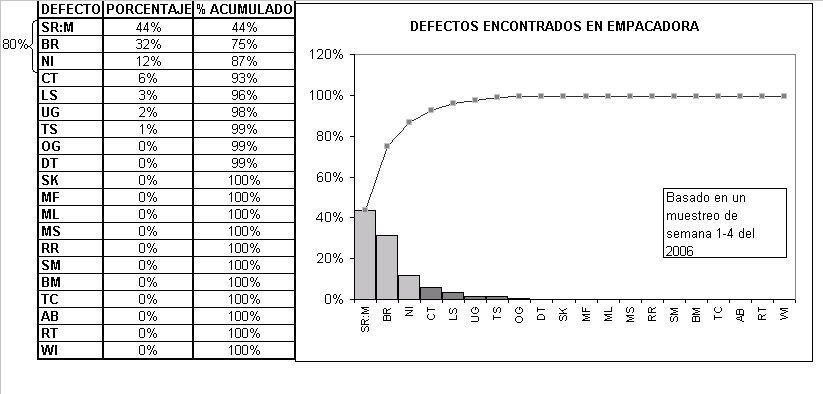 DEFECTO PORCENTAJE % ACUMULADO
80%
SR:M 44% 44%
BR 32% 75%
NI 12% 87%
CT 6% 93%
LS 3% 96%
UG 2% 98%
TS 1% 99%
OG 0% 99%
DT 0% 99%
SK 0% 100%
MF 0% 100%
ML 0% 100%
MS 0% 100%
RR 0% 100%
SM 0% 100%
BM 0% 100%
TC 0% 100%
AB 0% 100%
RT 0% 100%
WI 0% 100%
DEFECTOS ENCONTRADOS EN EMPACADORA
120%
100%
80%
60%
40%
20%
0%
Basado en un
muestreo de
semana 1-4 del
2006
SR:M BR NI CT LS UG TS OG DT SK MF ML MS RR SM BM TC AB RT WI